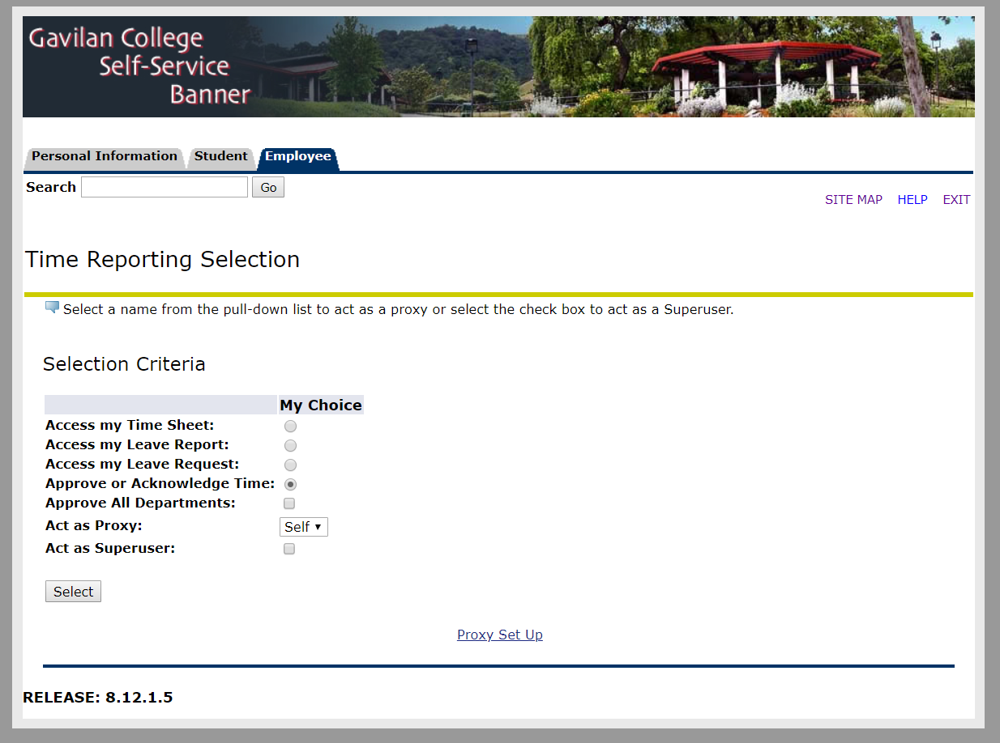 Gavilan College
Self-Service
Banner
Personal Information Student Employee
Search Go
SITE MAP HELP EXIT
Time Reporting Selection
Select a name from the pull-down list to act as a proxy or select the check box to act as a Superuser.
Selection Criteria
My Choice
Access my Time Sheet:
Access my Leave Report:
Access my Leave Request:
Approve or Acknowledge Time:
Approve All Departments:
Act as Proxy: Self
Act as Superuser:
Select
Proxy Set Up
RELEASE: 8.12.1.5